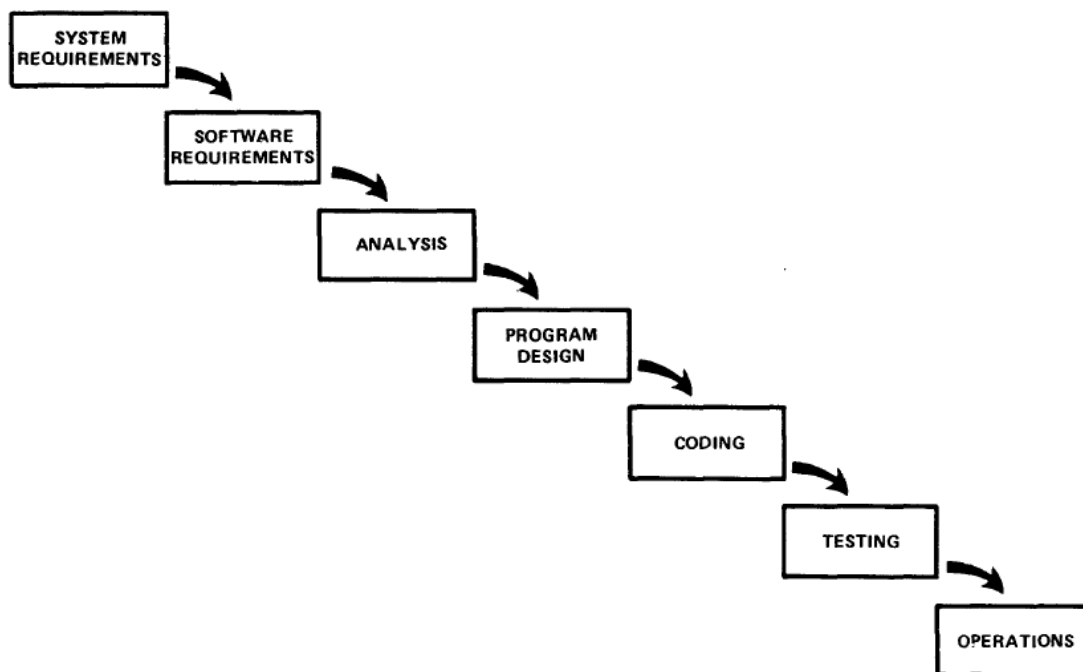 SYSTEM
REQUIREMENTS
SOFTWARE
REQUIREMENTS
ANALYSIS
PROGRAM
DESIGN
CODING
TESTING
OPERATIONS